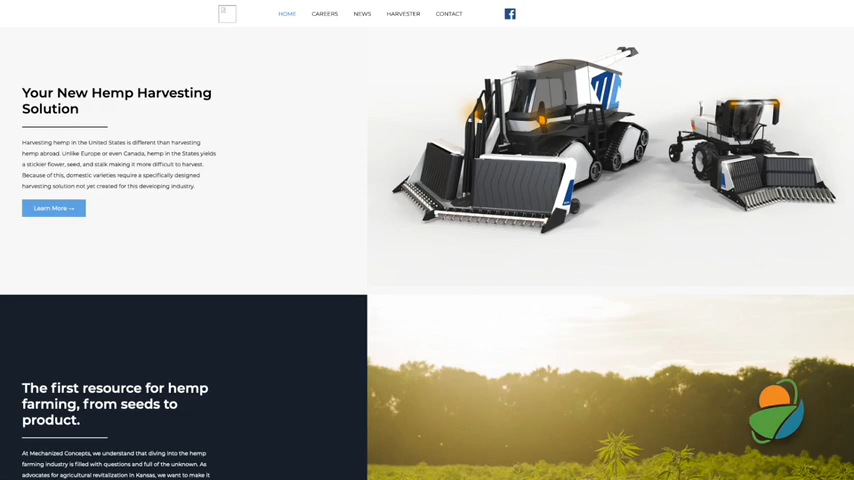 HOME CAREERS NEWS HARVESTER CONTACT
Your New Hemp Harvesting
Solution
Harvesting hemp in the United States is different than harvesting
hemp abroad. Unlike Europe or even Canada, hemp in the States yields
a stickier flower, seed, and stalk making it more difficult to harvest.
Because of this, domestic varieties require a specifically designed
harvesting solution not yet created for this developing industry.
Learn More →
The first resource for hemp
farming, from seeds to
product.
At Mechanized Concepts, we understand that diving into the hemp
farming industry is filled with questions and full of the unknown. As
advocates for agricultural revitalization in Kansas, we want to make it